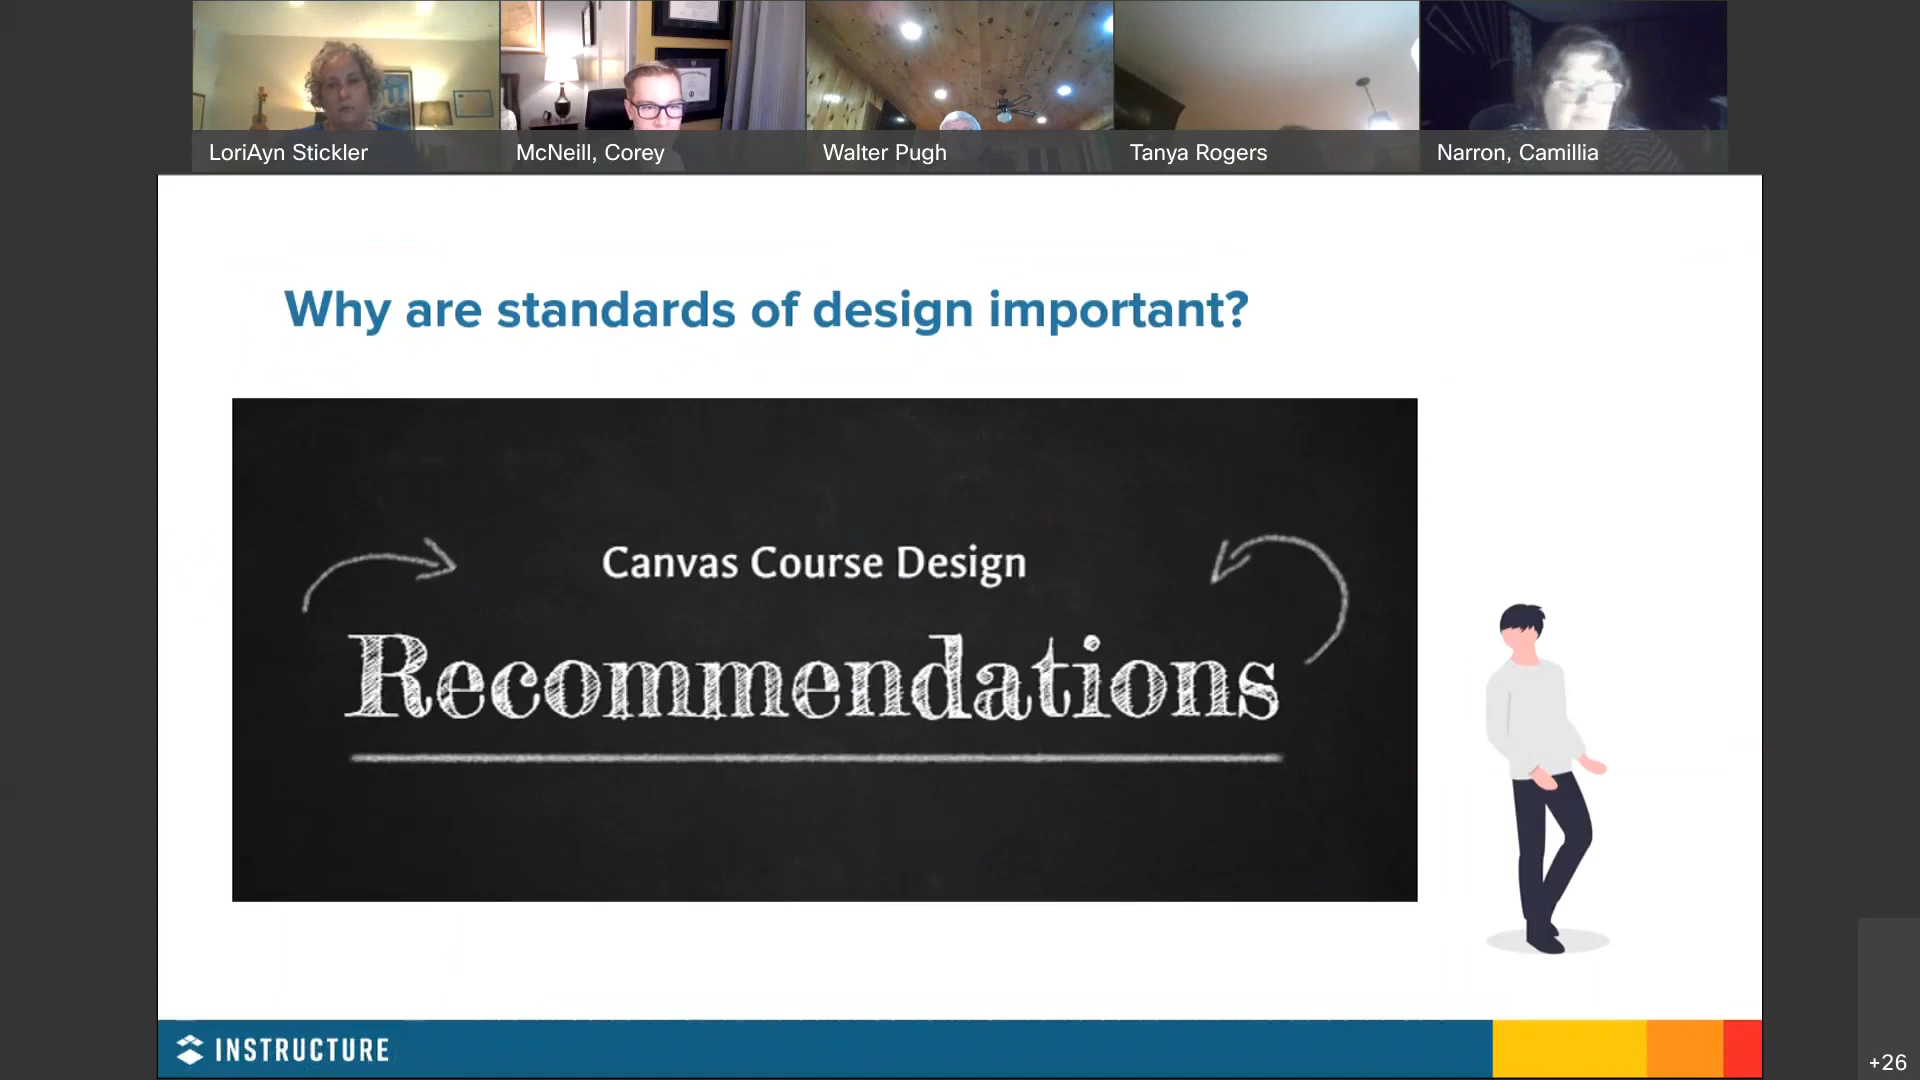 LoriAyn Stickler
McNeill, Corey
Walter Pugh
Tanya Rogers
Narron, Camillia
Why are standards of design important?
Canvas Course Design
Recommendations
INSTRUCTURE
+26